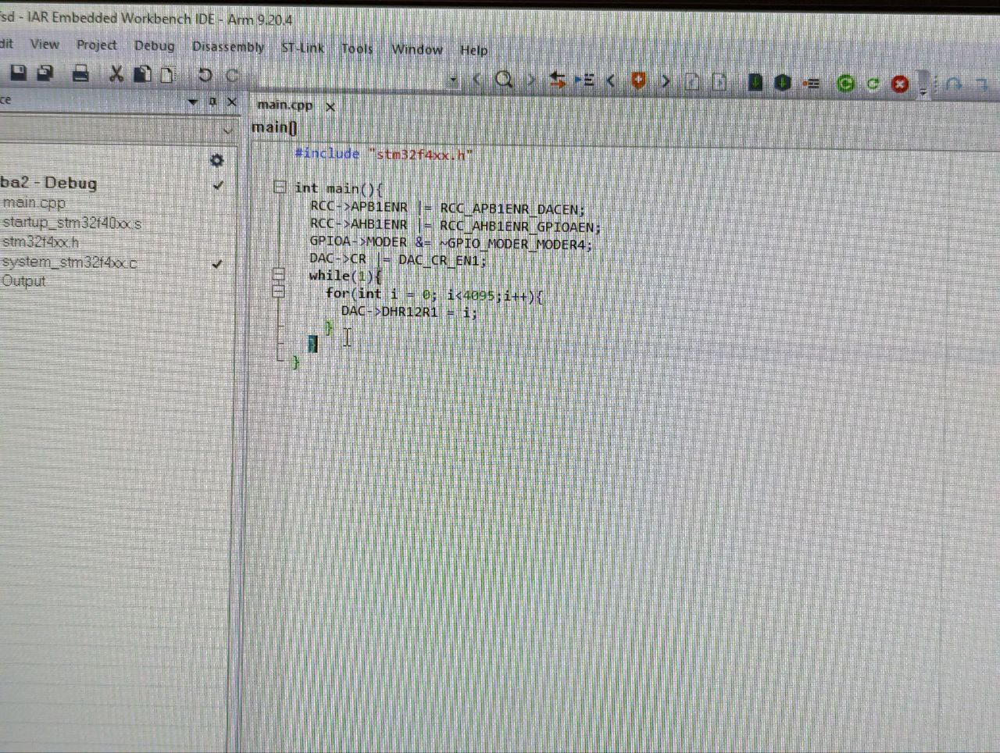 fsd - IAR Embedded Workbench IDE - Arm 9.20.4
dit View Project Debug Disassembly ST-Link Tools Window Help
ce
main.cpp
main()
ba2 - Debug
main.cpp
startup_stm32f40xx.s
stm32f4xx.h
system_stm32f4xx.c
Output
#include "stm32f4xx.h"
int main(){
RCC->APB1ENR |= RCC_APB1ENR_DACEN;
RCC->AHB1ENR |= RCC_AHB1ENR_GPIOAEN;
GPIOA->MODER &= ~GPIO_MODER_MODER4;
DAC->CR |= DAC_CR_EN1;
while(1){
for(int i = 0; i<4095;i++){
DAC->DHR12R1 = i;
}
}
}